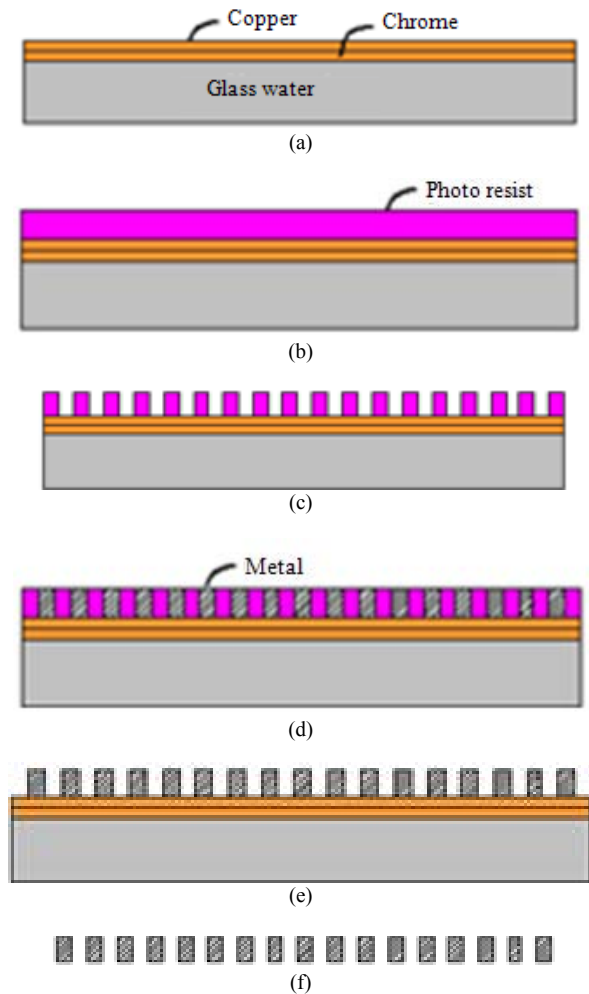 Copper
Chrome
Glass water
(a)
Photo resist
(b)
(c)
Metal
(d)
(e)
(f)